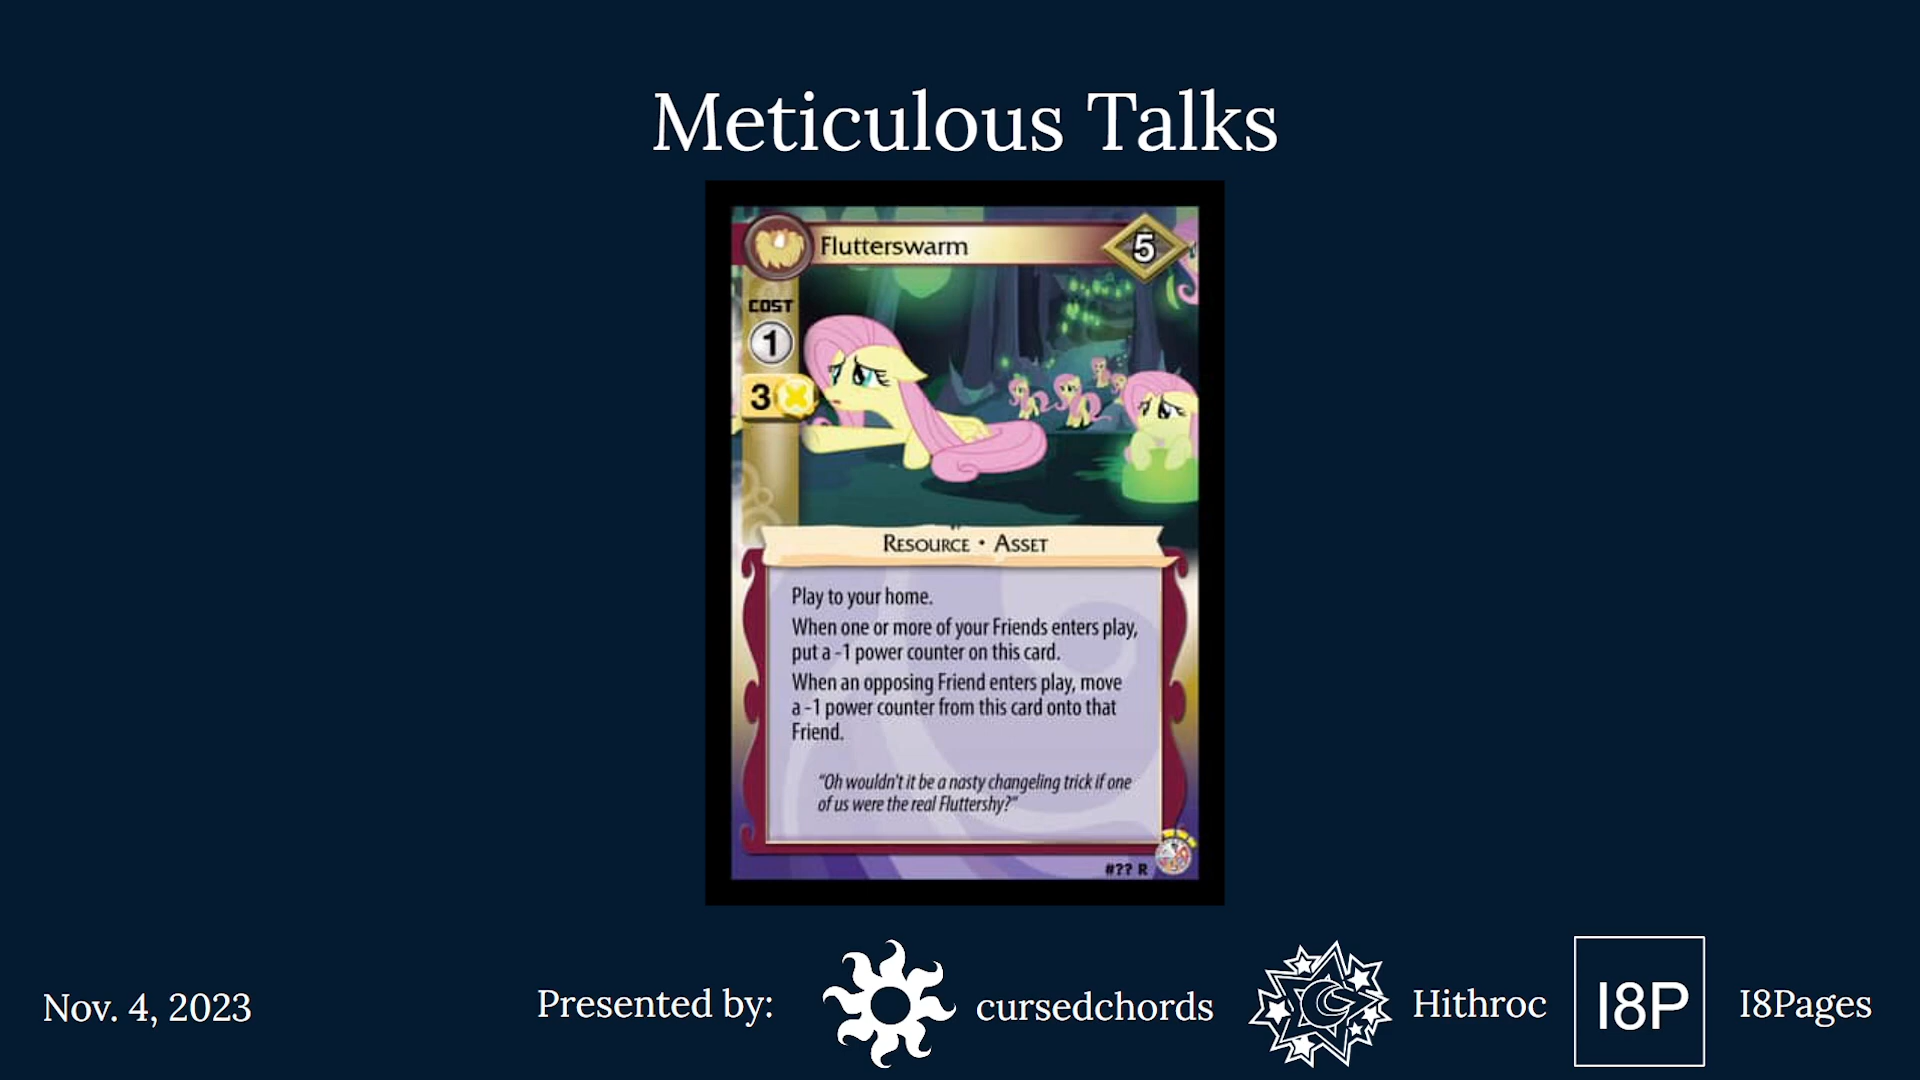 Meticulous Talks
Flutterswarm
5
COST
1
3
RESOURCE • ASSET
Play to your home.
When one or more of your Friends enters play,
put a -1 power counter on this card.
When an opposing Friend enters play, move
a -1 power counter from this card onto that
Friend.
"Oh wouldn't it be a nasty changeling trick if one
of us were the real Fluttershy?"
#?? R
Nov. 4, 2023
Presented by:
cursedchords
Hithroc
I8P
I8Pages